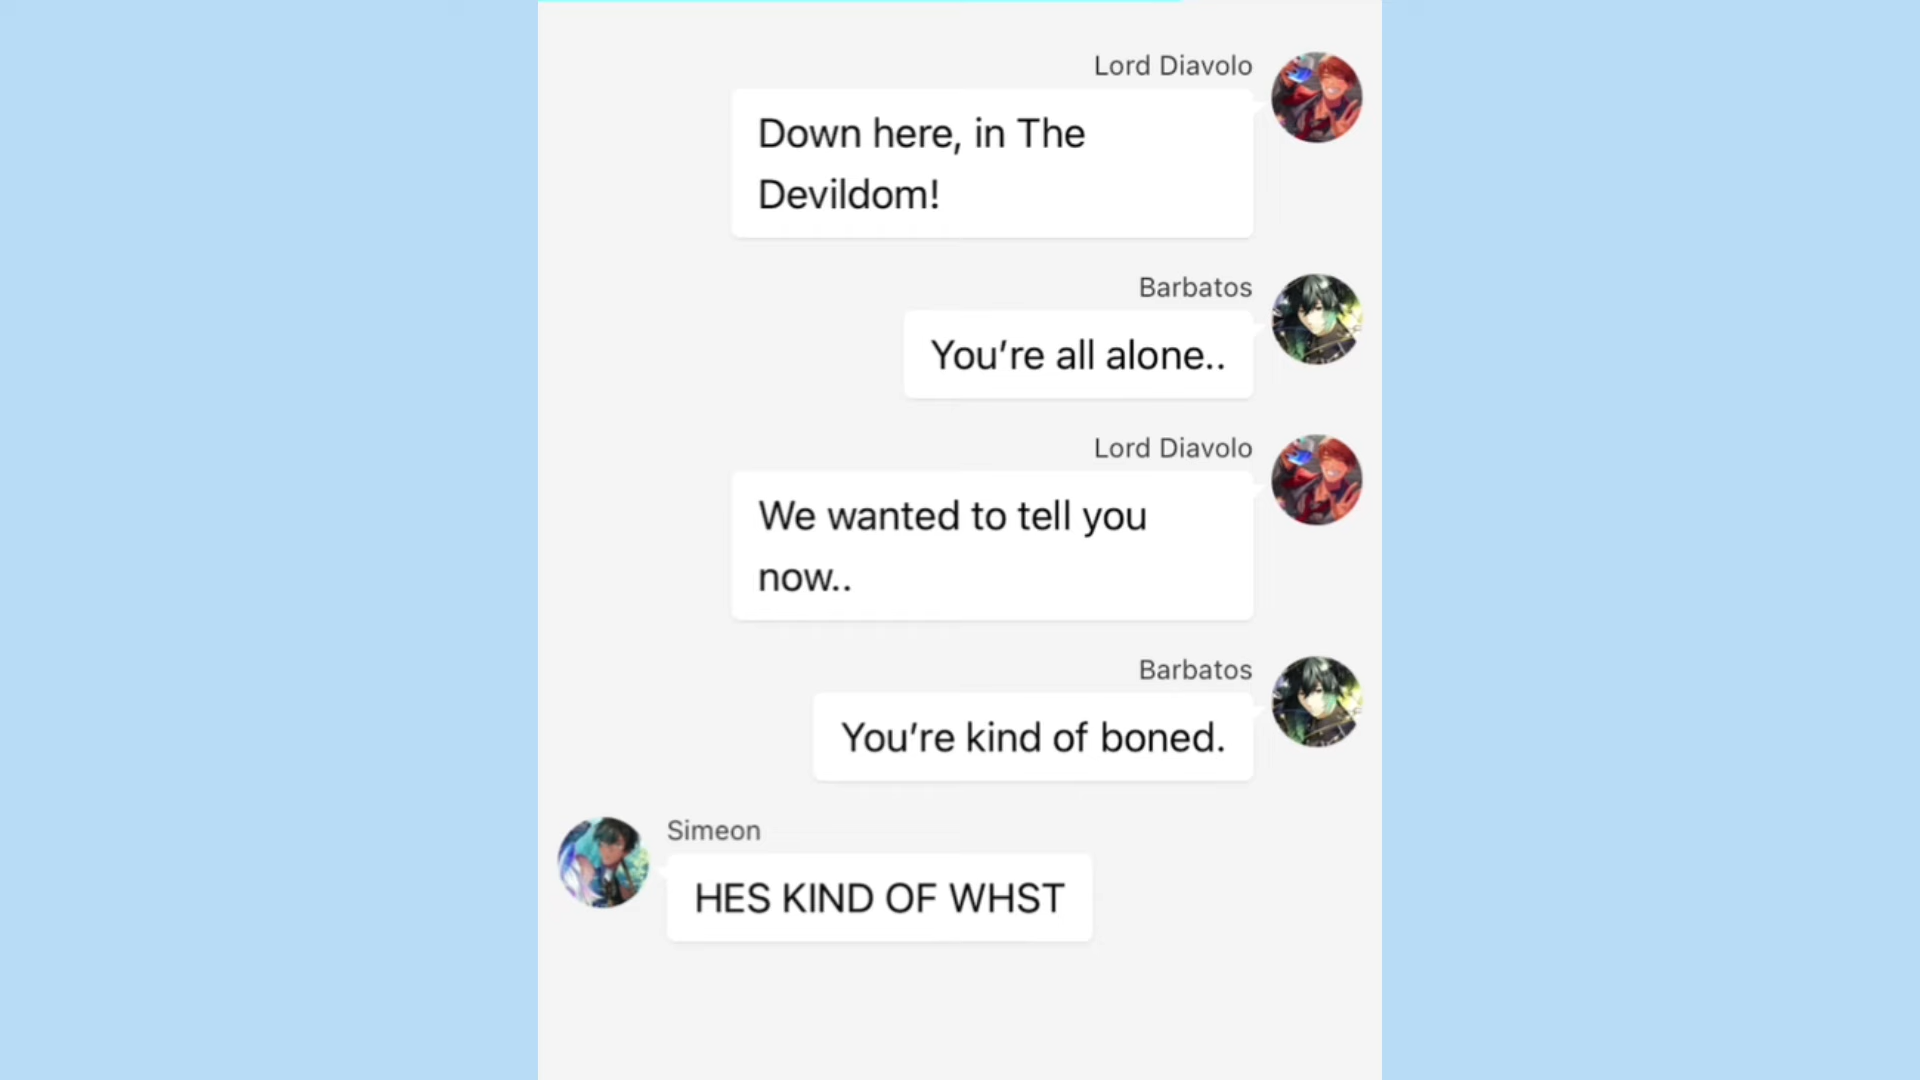 Lord Diavolo
Down here, in The
Devildom!
Barbatos
You're all alone..
Lord Diavolo
We wanted to tell you
now..
Barbatos
You're kind of boned.
Simeon
HES KIND OF WHST